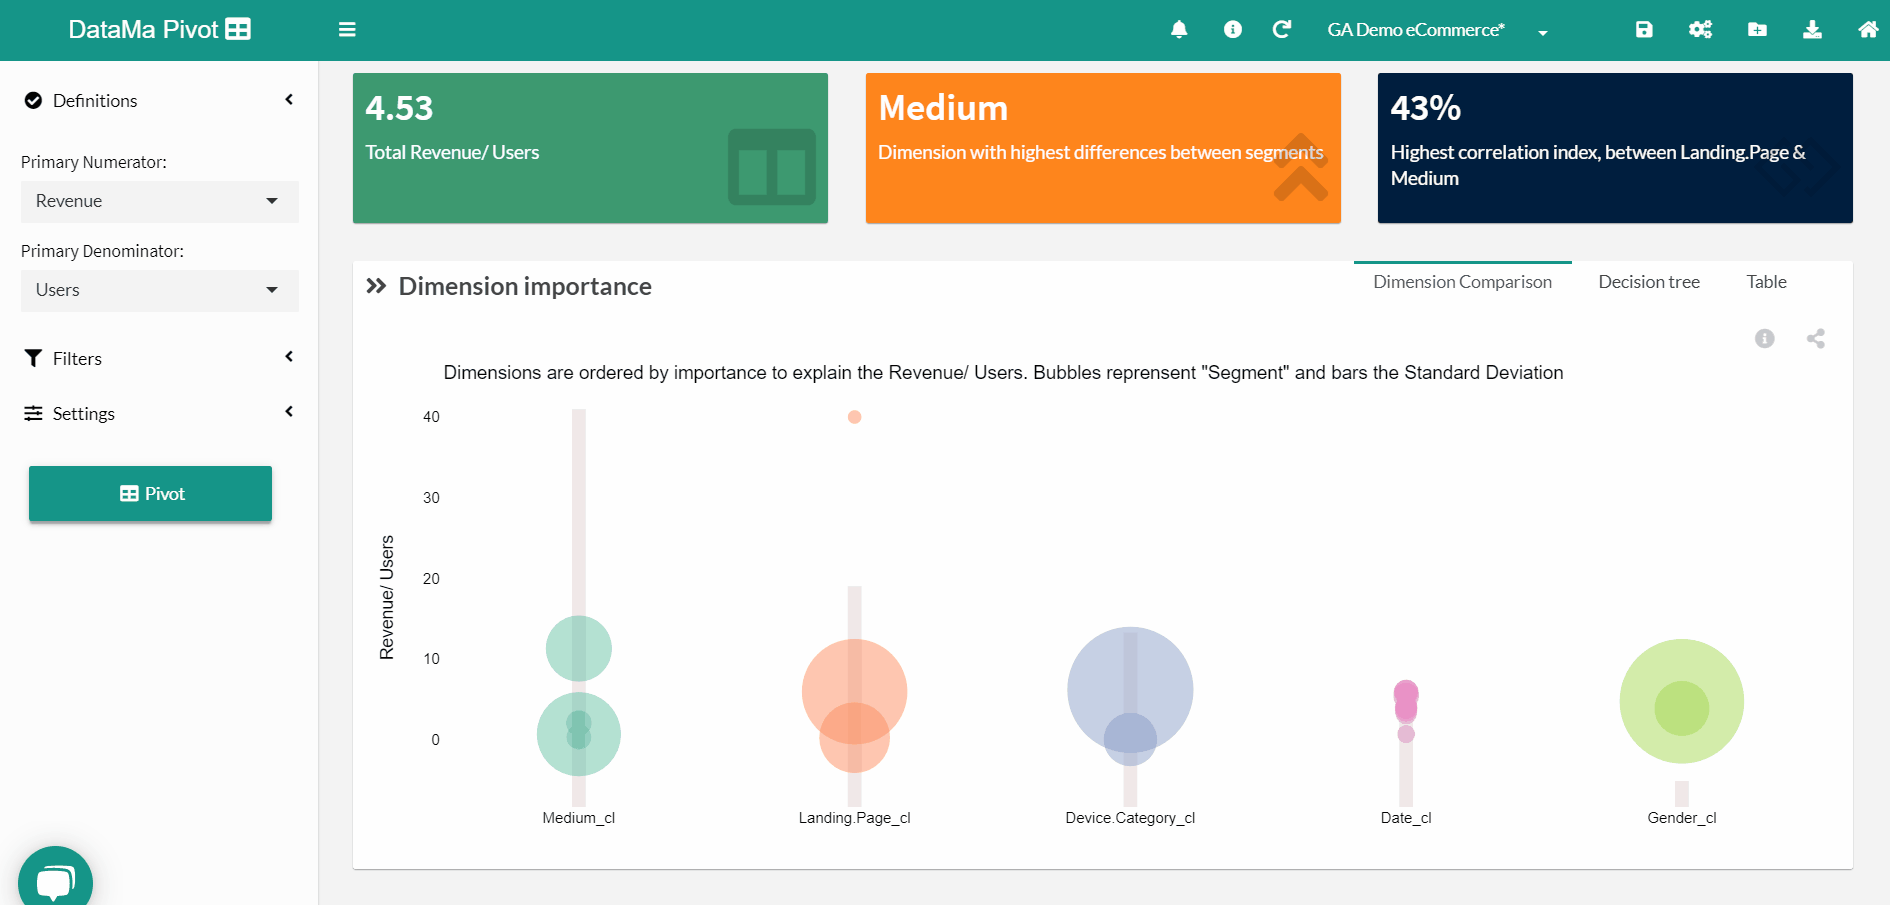 DataMa Pivot
GA Demo eCommerce*
Definitions
Primary Numerator:
Revenue
Primary Denominator:
Users
Filters
Settings
Pivot
4.53
Total Revenue/ Users
Medium
Dimension with highest differences between segments
43%
Highest correlation index, between Landing.Page &
Medium
Dimension importance
Dimension Comparison
Decision tree
Table
Dimensions are ordered by importance to explain the Revenue/ Users. Bubbles reprensent "Segment" and bars the Standard Deviation
Revenue/ Users
40
30
20
10
0
Medium_cl
Landing.Page_cl
Device.Category_cl
Date_cl
Gender_cl